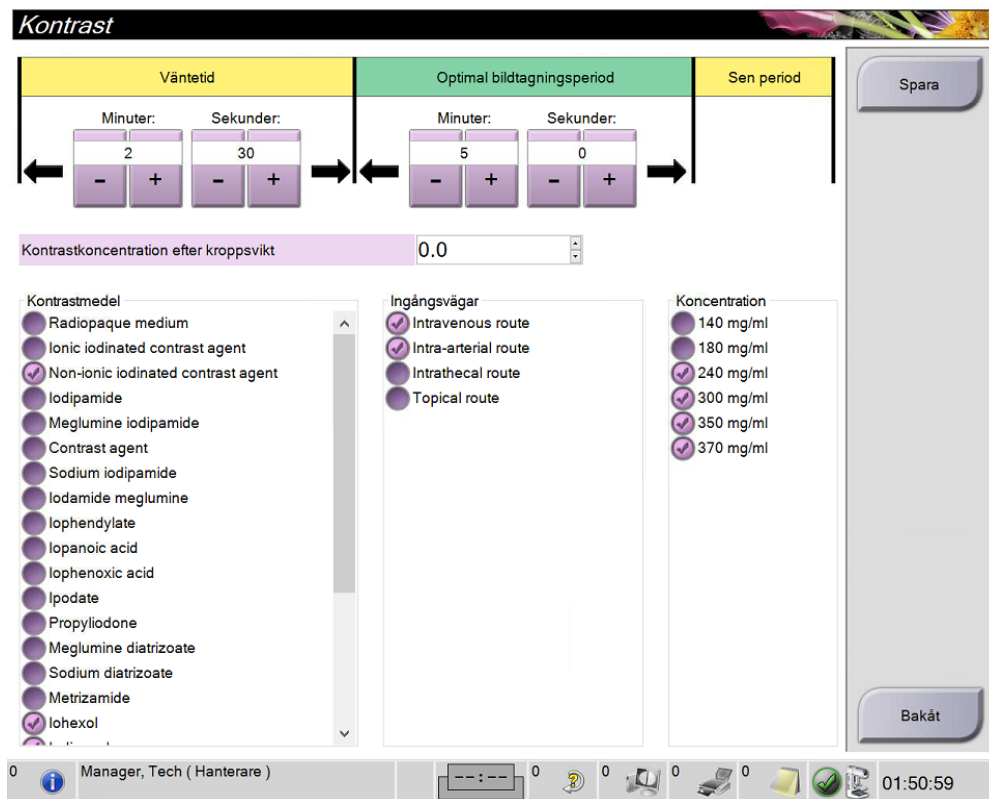 Kontrast
Väntetid
Optimal bildtagningsperiod
Sen period
Spara
Minuter:
Sekunder:
Minuter:
Sekunder:
2
30
5
0
-
+
-
+
-
+
-
+
Kontrastkoncentration efter kroppsvikt
0.0
Kontrastmedel
Radiopaque medium
Ionic iodinated contrast agent
Non-ionic iodinated contrast agent
Iodipamide
Meglumine iodipamide
Contrast agent
Sodium iodipamide
Iodamide meglumine
Iophendylate
Iopanoic acid
Iophenoxic acid
Ipodate
Propyliodone
Meglumine diatrizoate
Sodium diatrizoate
Metrizamide
Iohexol
Ingångsvägar
Intravenous route
Intra-arterial route
Intrathecal route
Topical route
Koncentration
140 mg/ml
180 mg/ml
240 mg/ml
300 mg/ml
350 mg/ml
370 mg/ml
Bakåt
0
Manager, Tech ( Hanterare )
--:--
0
0
0
0
01:50:59